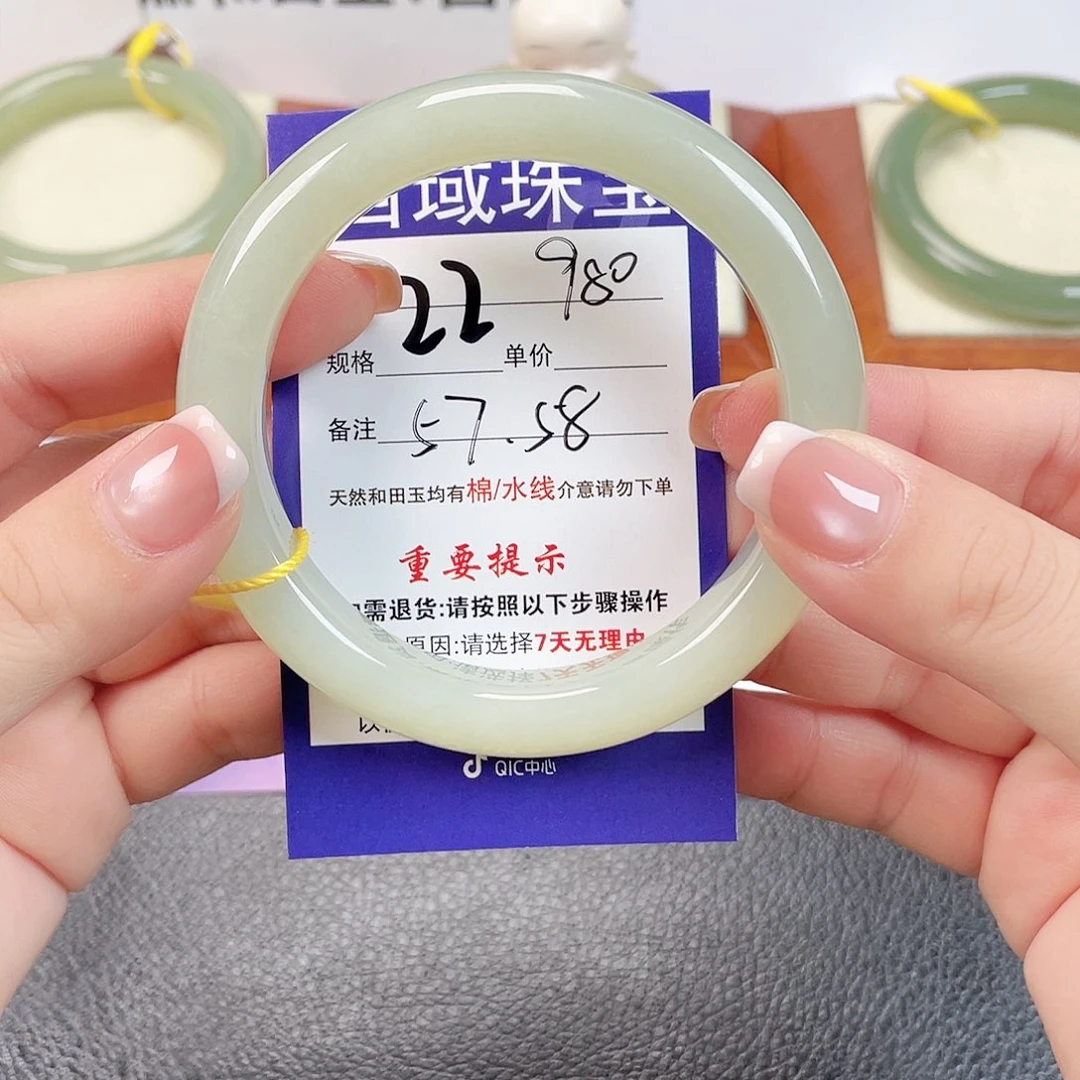 域珠宝
22 980
规格 单价
备注 57.58
天然和田玉均有棉/水线介意请勿下单
重要提示
需退货:请按照以下步骤操作
原因:请选择7天无理由
QIC中心